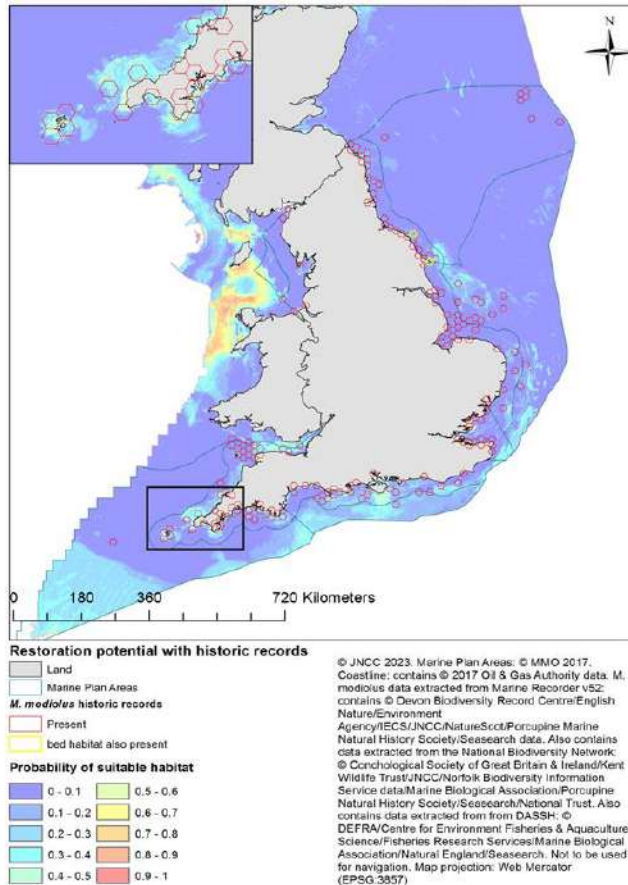 N
0 180 360 720 Kilometers
Restoration potential with historic records
Land
Marine Plan Areas
M. modiolus historic records
Present
bed habitat also present
Probability of suitable habitat
0 - 0.1 0.5 - 0.6
0.1 - 0.2 0.6 - 0.7
0.2 - 0.3 0.7 - 0.8
0.3 - 0.4 0.8 - 0.9
0.4 - 0.5 0.9 - 1
© JNCC 2023. Marine Plan Areas: © MMO 2017.
Coastline: contains © 2017 Oil & Gas Authority data. M.
modiolus data extracted from Marine Recorder v52;
contains © Devon Biodiversity Record Centre/English
Nature/Environment
Agency/IECS/JNCC/NatureScot/Porcupine Marine
Natural History Society/Seasearch data. Also contains
data extracted from the National Biodiversity Network:
© Conchological Society of Great Britain & Ireland/Kent
Wildlife Trust/JNCC/Norfolk Biodiversity Information
Service data/Marine Biological Association/Porcupine
Natural History Society/Seasearch/National Trust. Also
contains data extracted from from DASSH: ©
DEFRA/Centre for Environment Fisheries & Aquaculture
Science/Fisheries Research Services/Marine Biological
Association/Natural England/Seasearch. Not to be used
for navigation. Map projection: Web Mercator
(EPSG:3857)